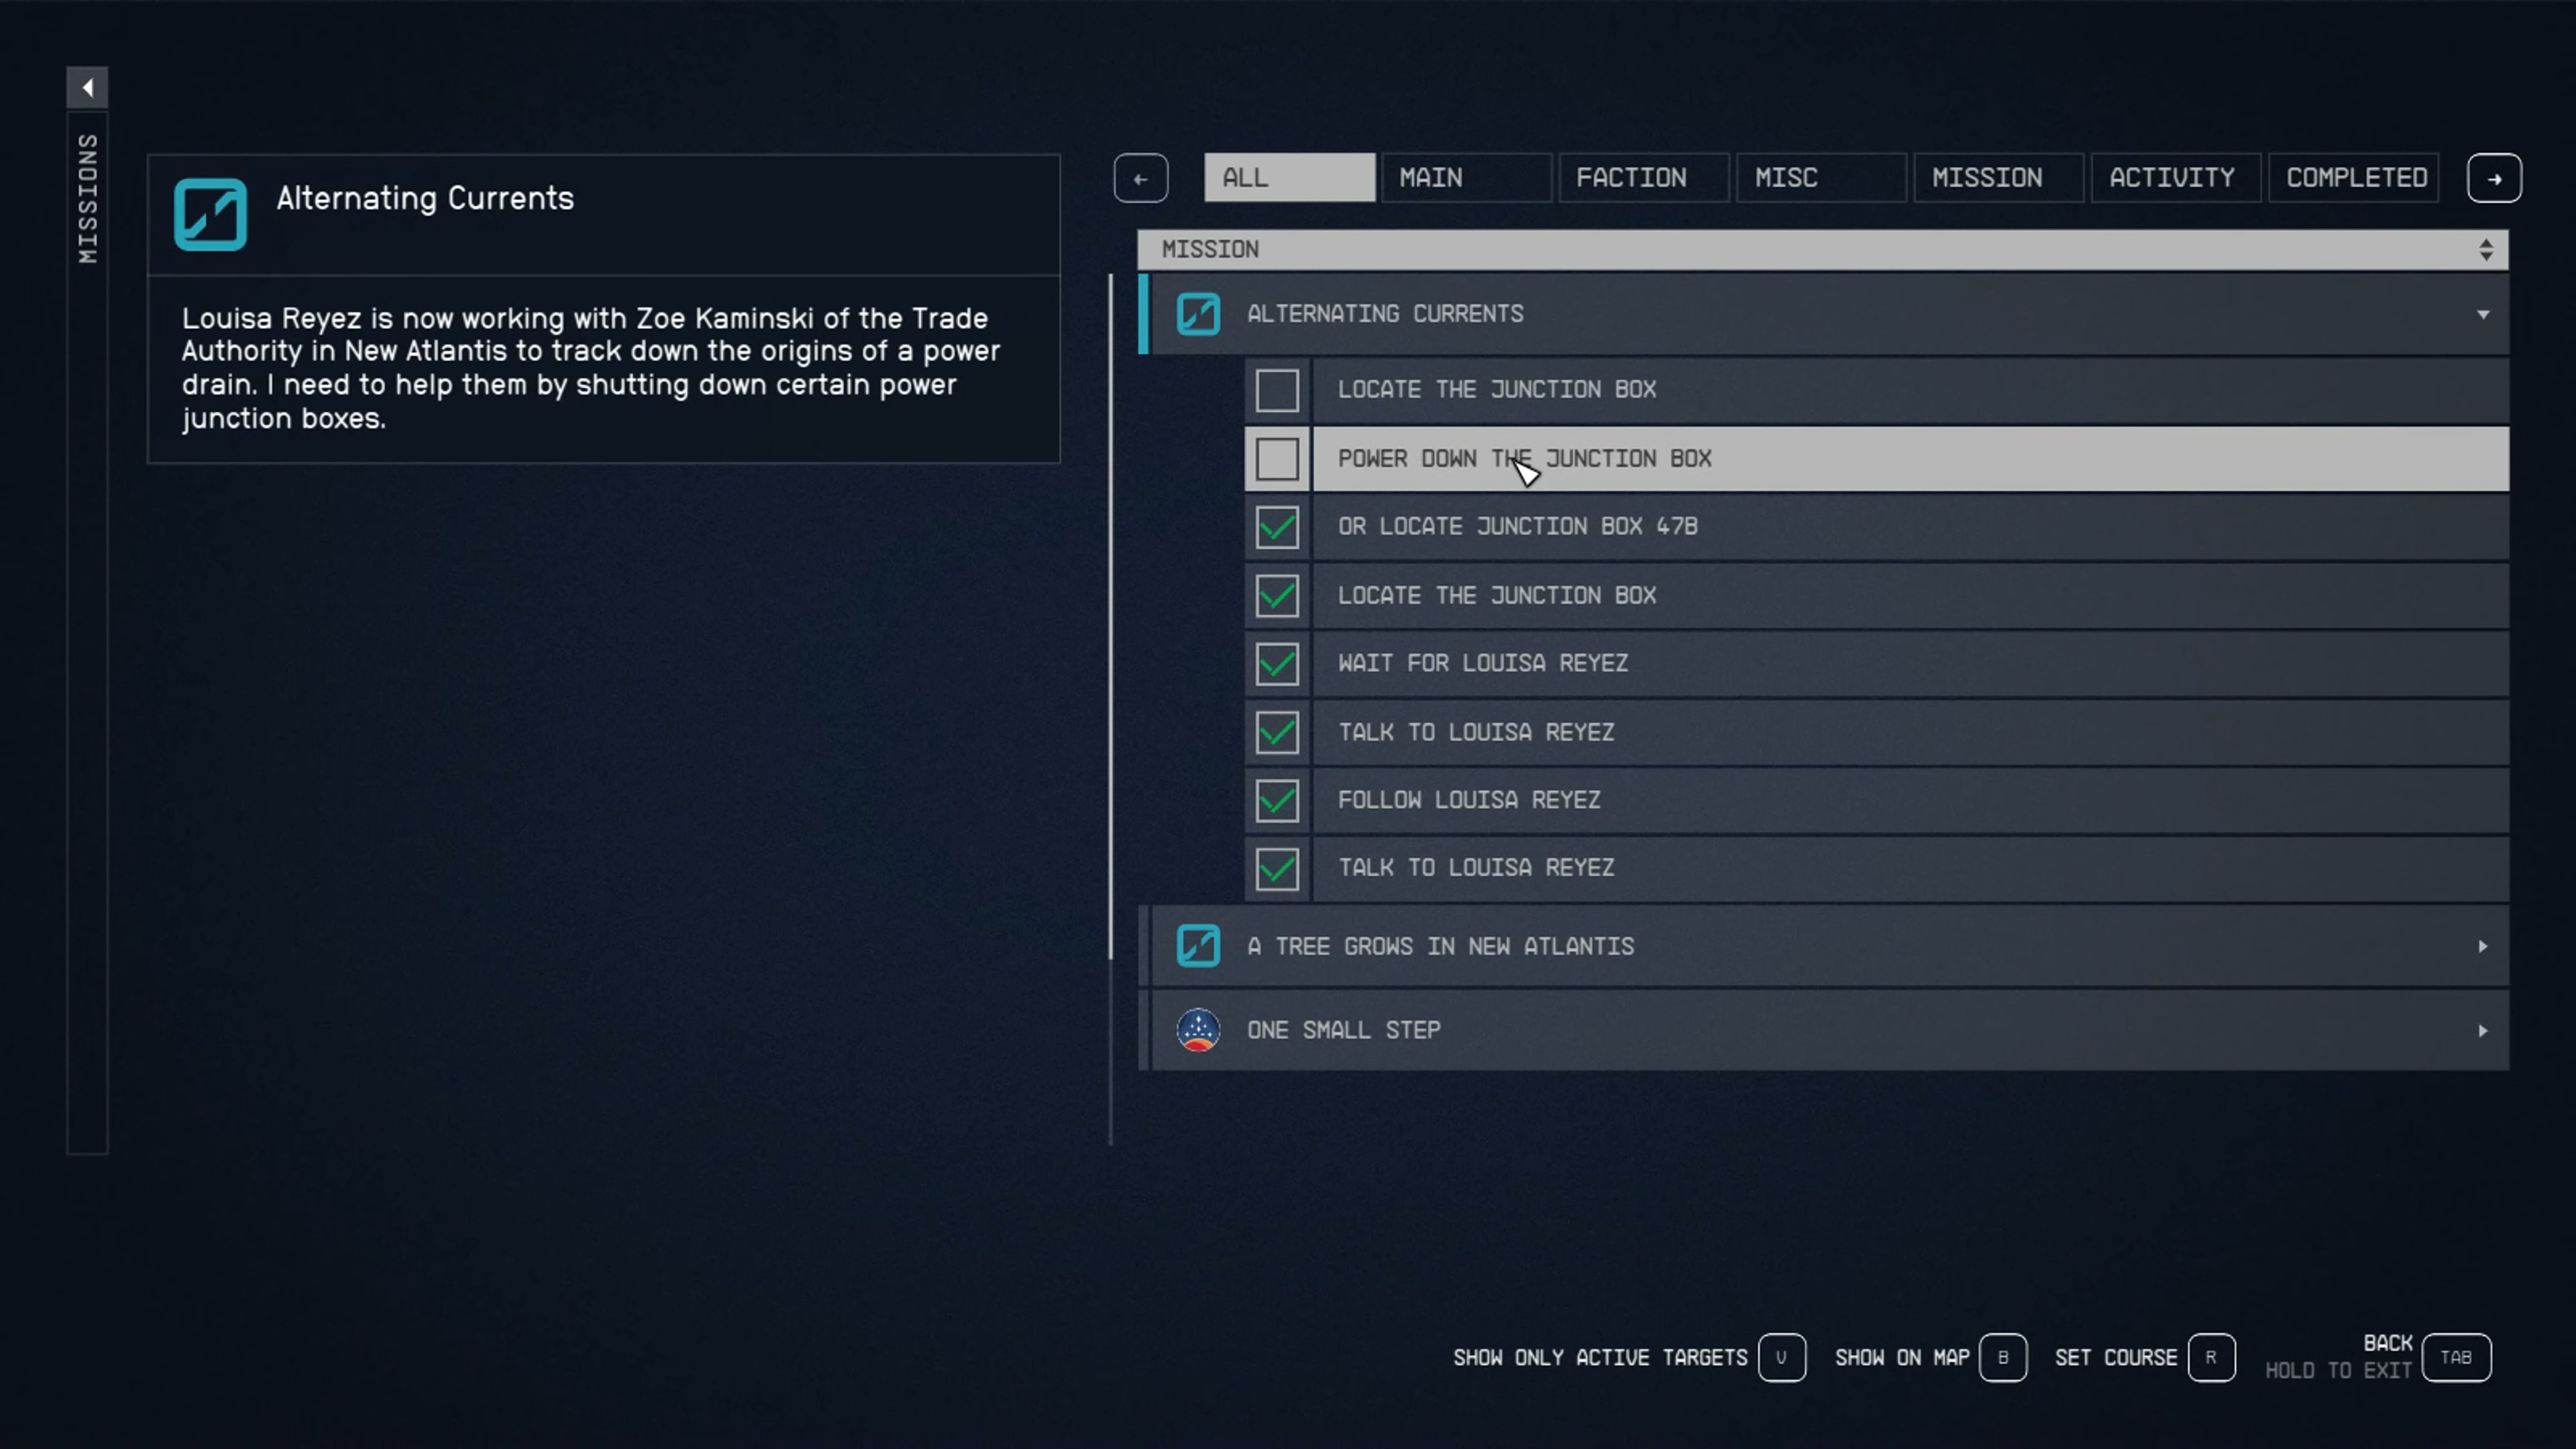 MISSIONS
Alternating Currents
Louisa Reyez is now working with Zoe Kaminski of the Trade
Authority in New Atlantis to track down the origins of a power
drain. I need to help them by shutting down certain power
junction boxes.
ALL MAIN FACTION MISC MISSION ACTIVITY COMPLETED
MISSION
ALTERNATING CURRENTS
LOCATE THE JUNCTION BOX
POWER DOWN THE JUNCTION BOX
OR LOCATE JUNCTION BOX 47B
LOCATE THE JUNCTION BOX
WAIT FOR LOUISA REYEZ
TALK TO LOUISA REYEZ
FOLLOW LOUISA REYEZ
TALK TO LOUISA REYEZ
A TREE GROWS IN NEW ATLANTIS
ONE SMALL STEP
SHOW ONLY ACTIVE TARGETS V SHOW ON MAP B SET COURSE R BACK TAB
HOLD TO EXIT